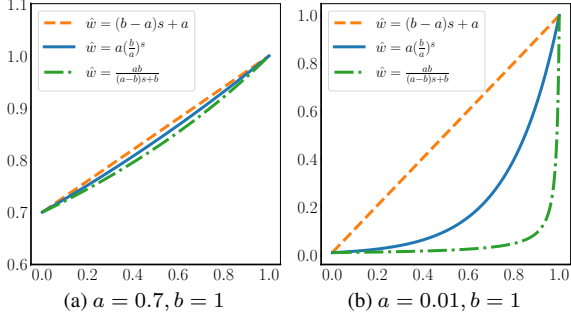 1.1
1.0
0.9
0.8
0.7
0.6
ŵ = (b − a)s + a
ŵ = a(b/a)^s
ŵ = ab/((a−b)s+b)
0.0 0.2 0.4 0.6 0.8 1.0
(a) a = 0.7, b = 1
1.0
0.8
0.6
0.4
0.2
0.0
ŵ = (b − a)s + a
ŵ = a(b/a)^s
ŵ = ab/((a−b)s+b)
0.0 0.2 0.4 0.6 0.8 1.0
(b) a = 0.01, b = 1